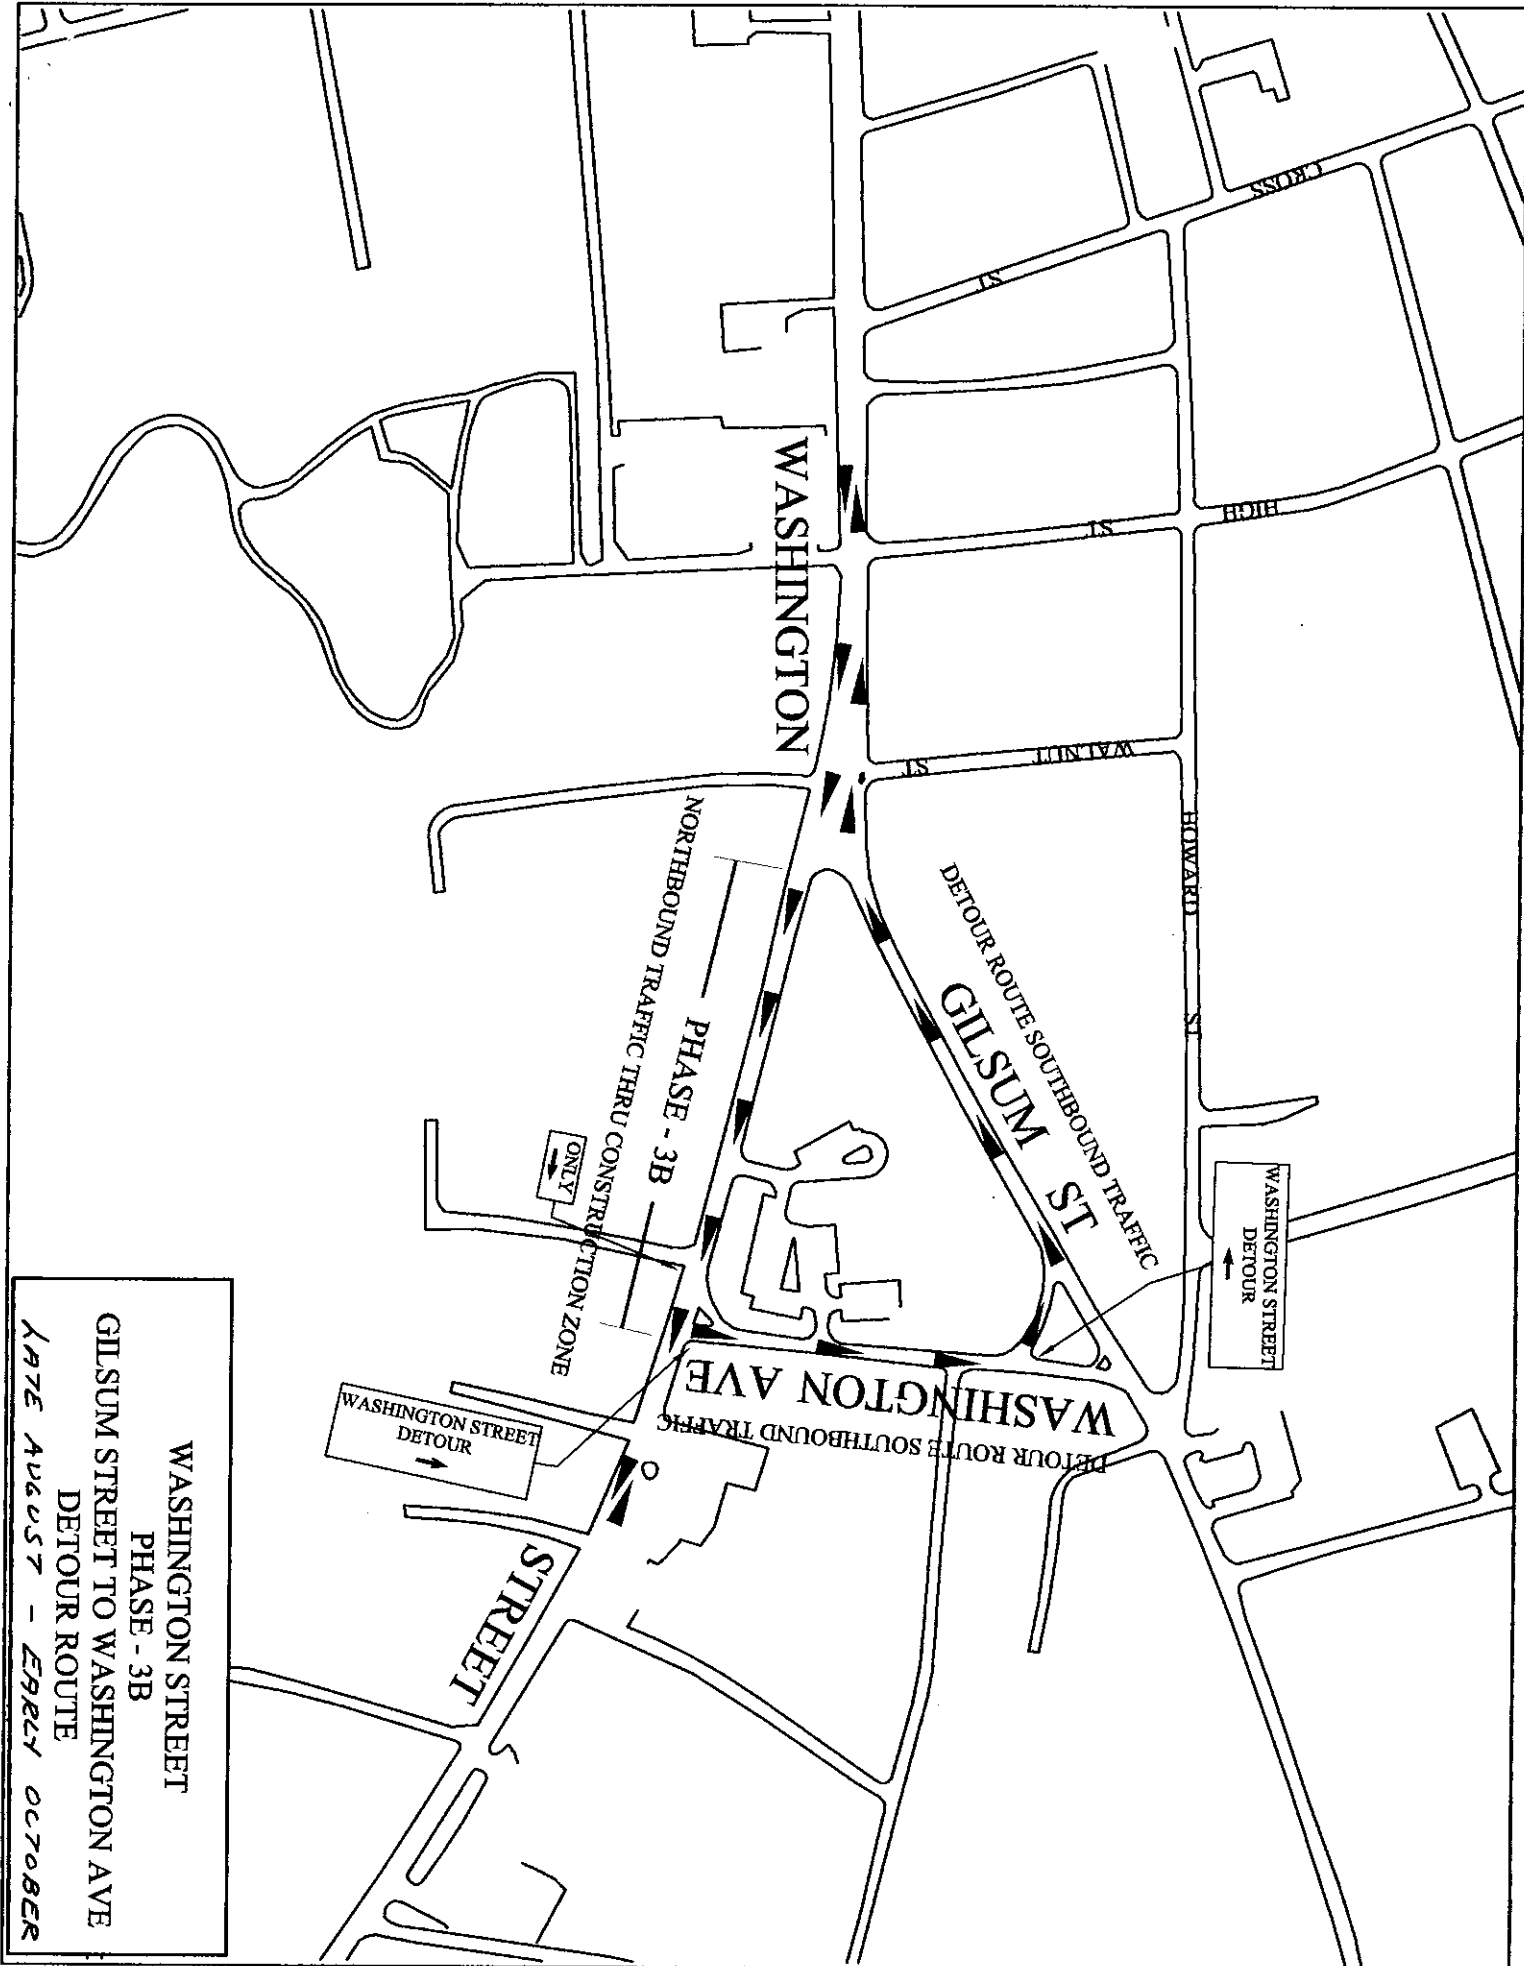 CROSS
ST
HIGH
ST
WASHINGTON
WALNUT
ST
HOWARD
ST
DETOUR ROUTE SOUTHBOUND TRAFFIC
GILSUM ST
NORTHBOUND TRAFFIC THRU CONSTRUCTION ZONE
PHASE - 3B
ONLY
WASHINGTON STREET
DETOUR
WASHINGTON AVE
DETOUR ROUTE SOUTHBOUND TRAFFIC
WASHINGTON STREET
DETOUR
STREET
WASHINGTON STREET
PHASE - 3B
GILSUM STREET TO WASHINGTON AVE
DETOUR ROUTE
LATE AUGUST - EARLY OCTOBER